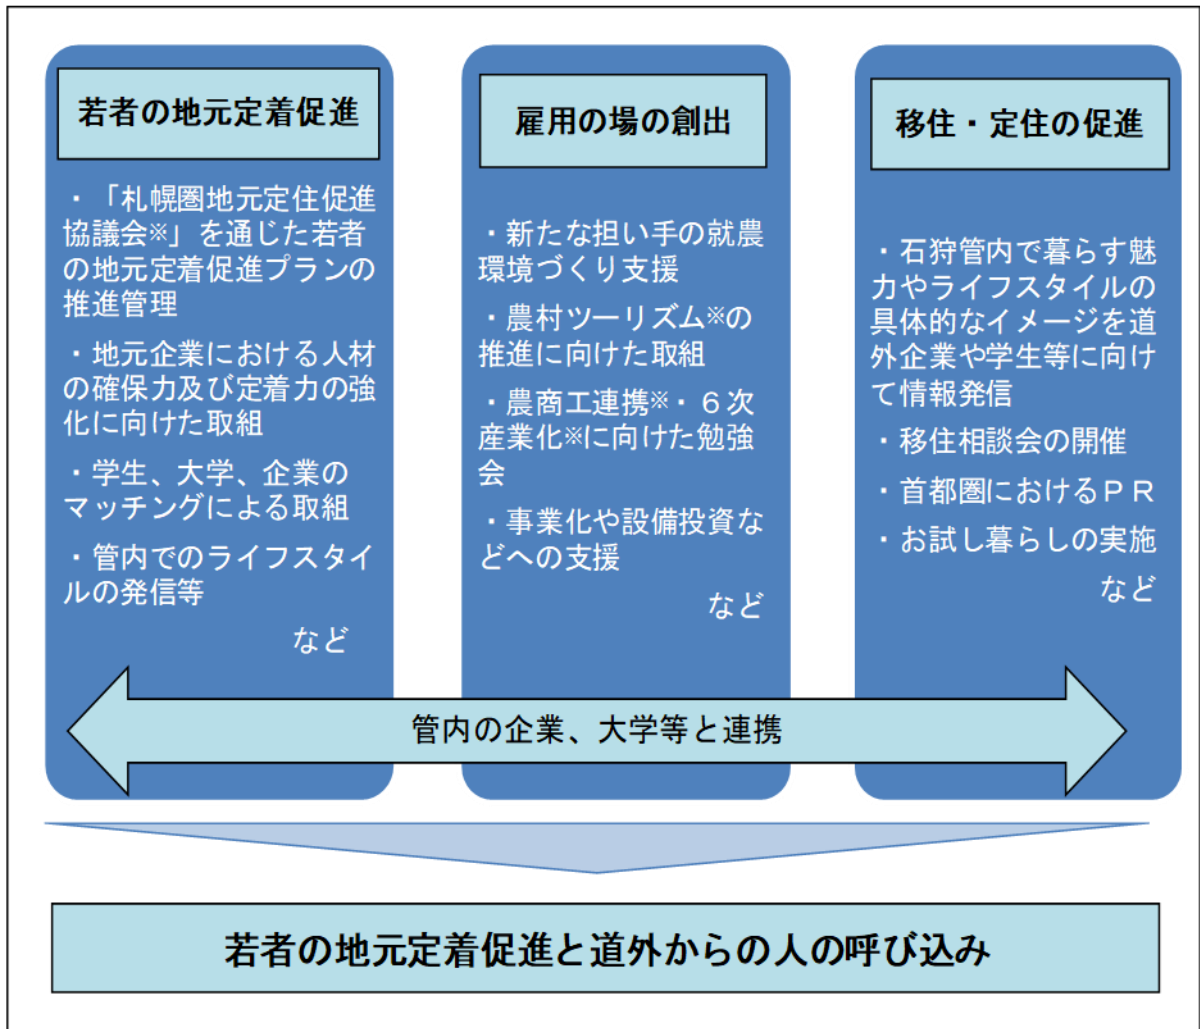 若者の地元定着促進
・「札幌圏地元定住促進
協議会※」を通じた若者
の地元定着促進プランの
推進管理
・地元企業における人材
の確保力及び定着力の強
化に向けた取組
・学生、大学、企業の
マッチングによる取組
・管内でのライフスタイ
ルの発信等
など
雇用の場の創出
・新たな担い手の就農
環境づくり支援
・農村ツーリズム※の
推進に向けた取組
・農商工連携※・６次
産業化※に向けた勉強
会
・事業化や設備投資な
どへの支援
など
移住・定住の促進
・石狩管内で暮らす魅
力やライフスタイルの
具体的なイメージを道
外企業や学生等に向け
て情報発信
・移住相談会の開催
・首都圏におけるＰＲ
・お試し暮らしの実施
など
管内の企業、大学等と連携
若者の地元定着促進と道外からの人の呼び込み